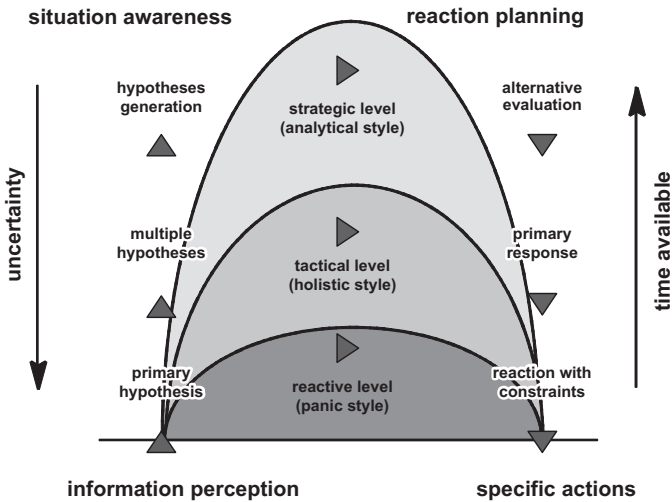 situation awareness
reaction planning
hypotheses
generation
strategic level
(analytical style)
alternative
evaluation
uncertainty
time available
multiple
hypotheses
tactical level
(holistic style)
primary
response
primary
hypothesis
reactive level
(panic style)
reaction with
constraints
information perception
specific actions